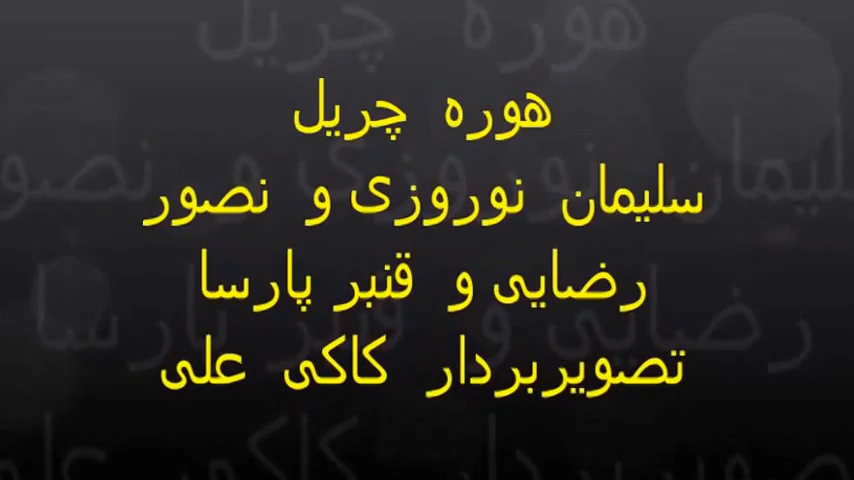 هوره چریل
سلیمان نوروزی و نصور
رضایی و قنبر پارسا
تصویربردار کاکی علی